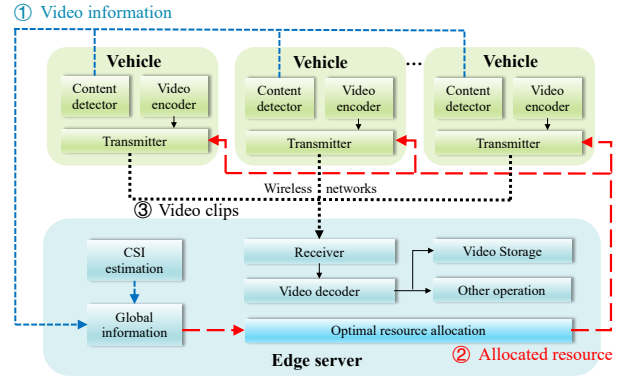 ① Video information
Vehicle
Vehicle
...
Vehicle
Content
detector
Video
encoder
Content
detector
Video
encoder
Content
detector
Video
encoder
Transmitter
Transmitter
Transmitter
Wireless networks
③ Video clips
CSI
estimation
Receiver
Video Storage
Video decoder
Other operation
Global
information
Optimal resource allocation
② Allocated resource
Edge server